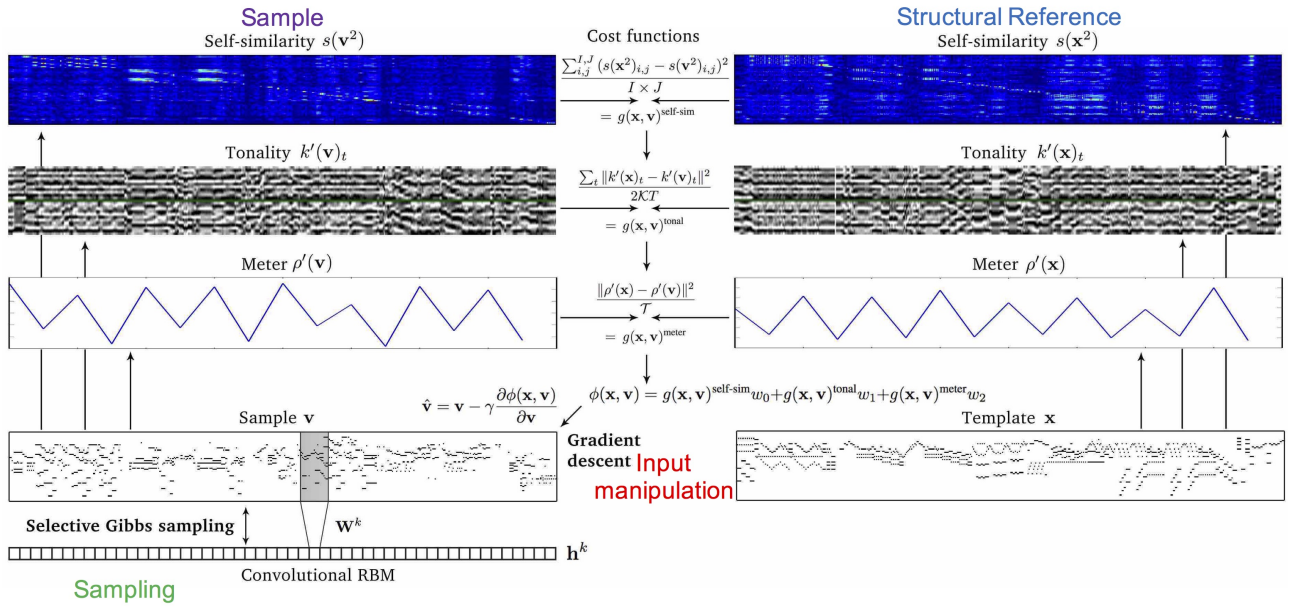 Sample
Structural Reference
Self-similarity s(v²)
Cost functions
Self-similarity s(x²)
∑_{i,j}^{I,J} (s(x²)_{i,j} − s(v²)_{i,j})²
I × J
= g(x, v)^{self-sim}
Tonality k′(v)_t
Tonality k′(x)_t
∑_t ‖k′(x)_t − k′(v)_t‖²
2𝒦T
= g(x, v)^{tonal}
Meter ρ′(v)
Meter ρ′(x)
‖ρ′(x) − ρ′(v)‖²
𝒯
= g(x, v)^{meter}
v̂ = v − γ ∂ϕ(x, v)/∂v
ϕ(x, v) = g(x, v)^{self-sim}w₀+g(x, v)^{tonal}w₁+g(x, v)^{meter}w₂
Sample v
Template x
Gradient
descent
Input
manipulation
Selective Gibbs sampling
W^k
h^k
Convolutional RBM
Sampling